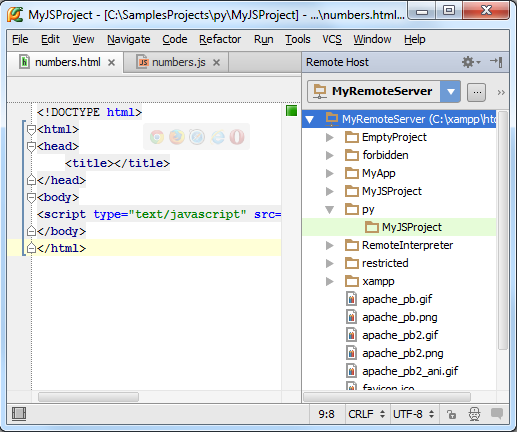 MyJSProject - [C:\SamplesProjects\py\MyJSProject] - ...\numbers.html...
File Edit View Navigate Code Refactor Run Tools VCS Window Help
numbers.html numbers.js
<!DOCTYPE html>
<html>
<head>
<title></title>
</head>
<body>
<script type="text/javascript" src=
</body>
</html>
Remote Host
MyRemoteServer ...
MyRemoteServer (C:\xampp\ht
EmptyProject
forbidden
MyApp
MyJSProject
py
MyJSProject
RemoteInterpreter
restricted
xampp
apache_pb.gif
apache_pb.png
apache_pb2.gif
apache_pb2.png
apache_pb2_ani.gif
favicon.ico
9:8 CRLF UTF-8